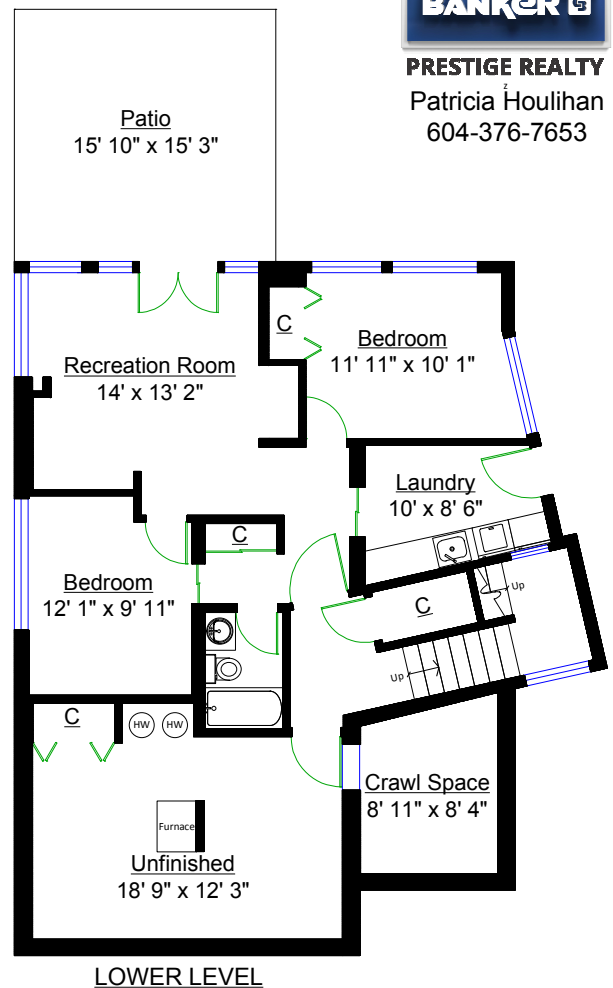 BANKER CB
PRESTIGE REALTY
z
Patricia Houlihan
604-376-7653
Patio
15' 10" x 15' 3"
C
Bedroom
11' 11" x 10' 1"
Recreation Room
14' x 13' 2"
Laundry
10' x 8' 6"
C
Bedroom
12' 1" x 9' 11"
Up
C
Up
C
HW
HW
Crawl Space
8' 11" x 8' 4"
Furnace
Unfinished
18' 9" x 12' 3"
LOWER LEVEL